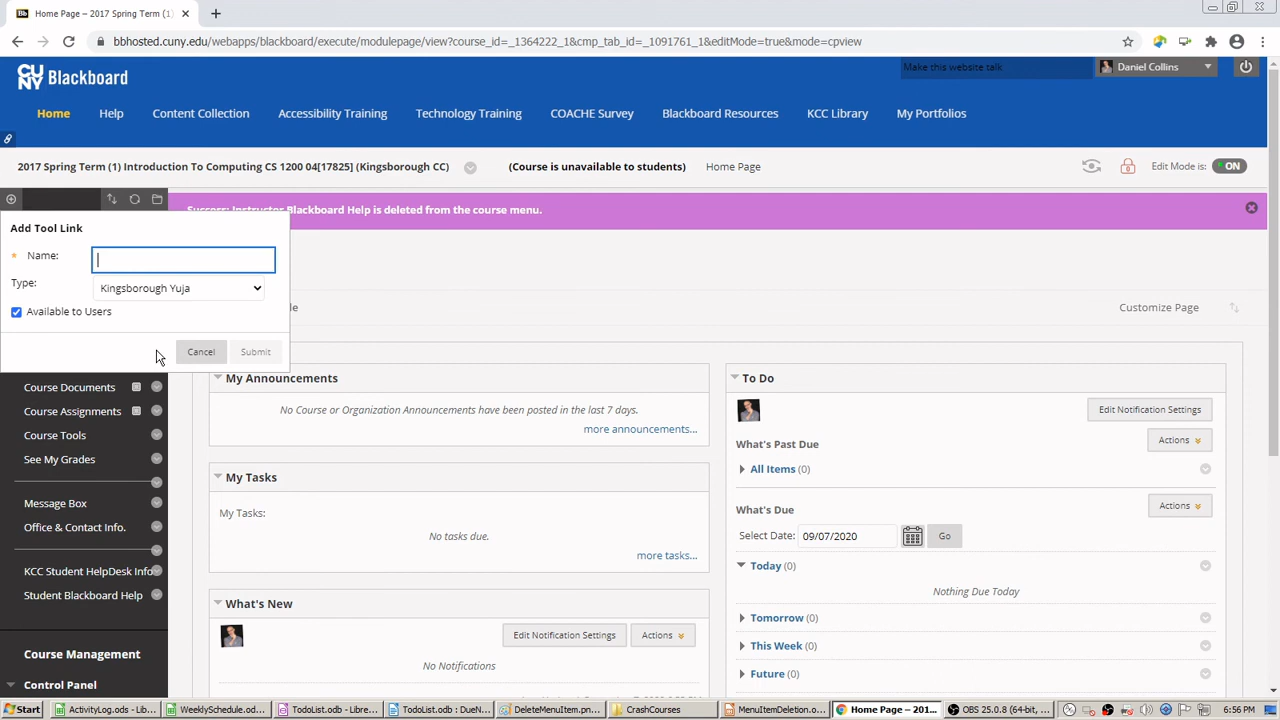 Home Page – 2017 Spring Term (1)
bbhosted.cuny.edu/webapps/blackboard/execute/modulepage/view?course_id=_1364222_1&cmp_tab_id=_1091761_1&editMode=true&mode=cpview
CU NY Blackboard
Make this website talk
Daniel Collins
Home Help Content Collection Accessibility Training Technology Training COACHE Survey Blackboard Resources KCC Library My Portfolios
2017 Spring Term (1) Introduction To Computing CS 1200 04[17825] (Kingsborough CC) (Course is unavailable to students) Home Page Edit Mode is: ON
Success: Instructor Blackboard Help is deleted from the course menu.
Add Tool Link
* Name:
Type: Kingsborough Yuja
Available to Users
Cancel Submit
Customize Page
Course Documents
Course Assignments
Course Tools
See My Grades
Message Box
Office & Contact Info.
KCC Student HelpDesk Info
Student Blackboard Help
Course Management
Control Panel
My Announcements
No Course or Organization Announcements have been posted in the last 7 days.
more announcements...
My Tasks
My Tasks:
No tasks due.
more tasks...
What's New
Edit Notification Settings Actions
No Notifications
To Do
Edit Notification Settings
What's Past Due
Actions
All Items (0)
What's Due
Actions
Select Date: 09/07/2020 Go
Today (0)
Nothing Due Today
Tomorrow (0)
This Week (0)
Future (0)
Start ActivityLog.ods - Lib... WeeklySchedule.od... TodoList.odb - Libre... TodoList.odb : DueN... DeleteMenuItem.pn... CrashCourses MenuItemDeletion.o... Home Page – 201... OBS 25.0.8 (64-bit, ... 6:56 PM